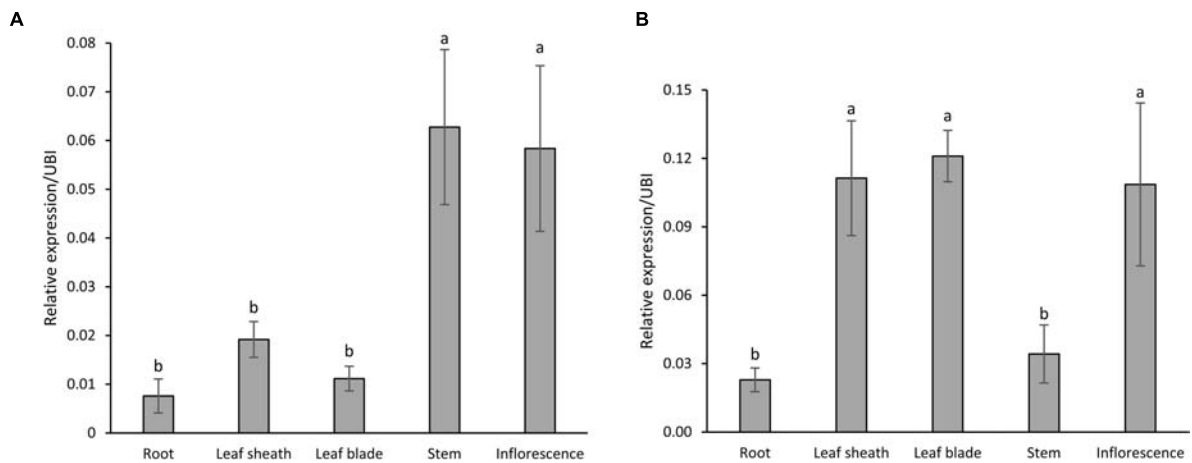 A
Relative expression/UBI
0.08
0.07
0.06
0.05
0.04
0.03
0.02
0.01
0
b
b
b
a
a
Root Leaf sheath Leaf blade Stem Inflorescence
B
Relative expression/UBI
0.15
0.12
0.09
0.06
0.03
0.00
b
a
a
b
a
Root Leaf sheath Leaf blade Stem Inflorescence